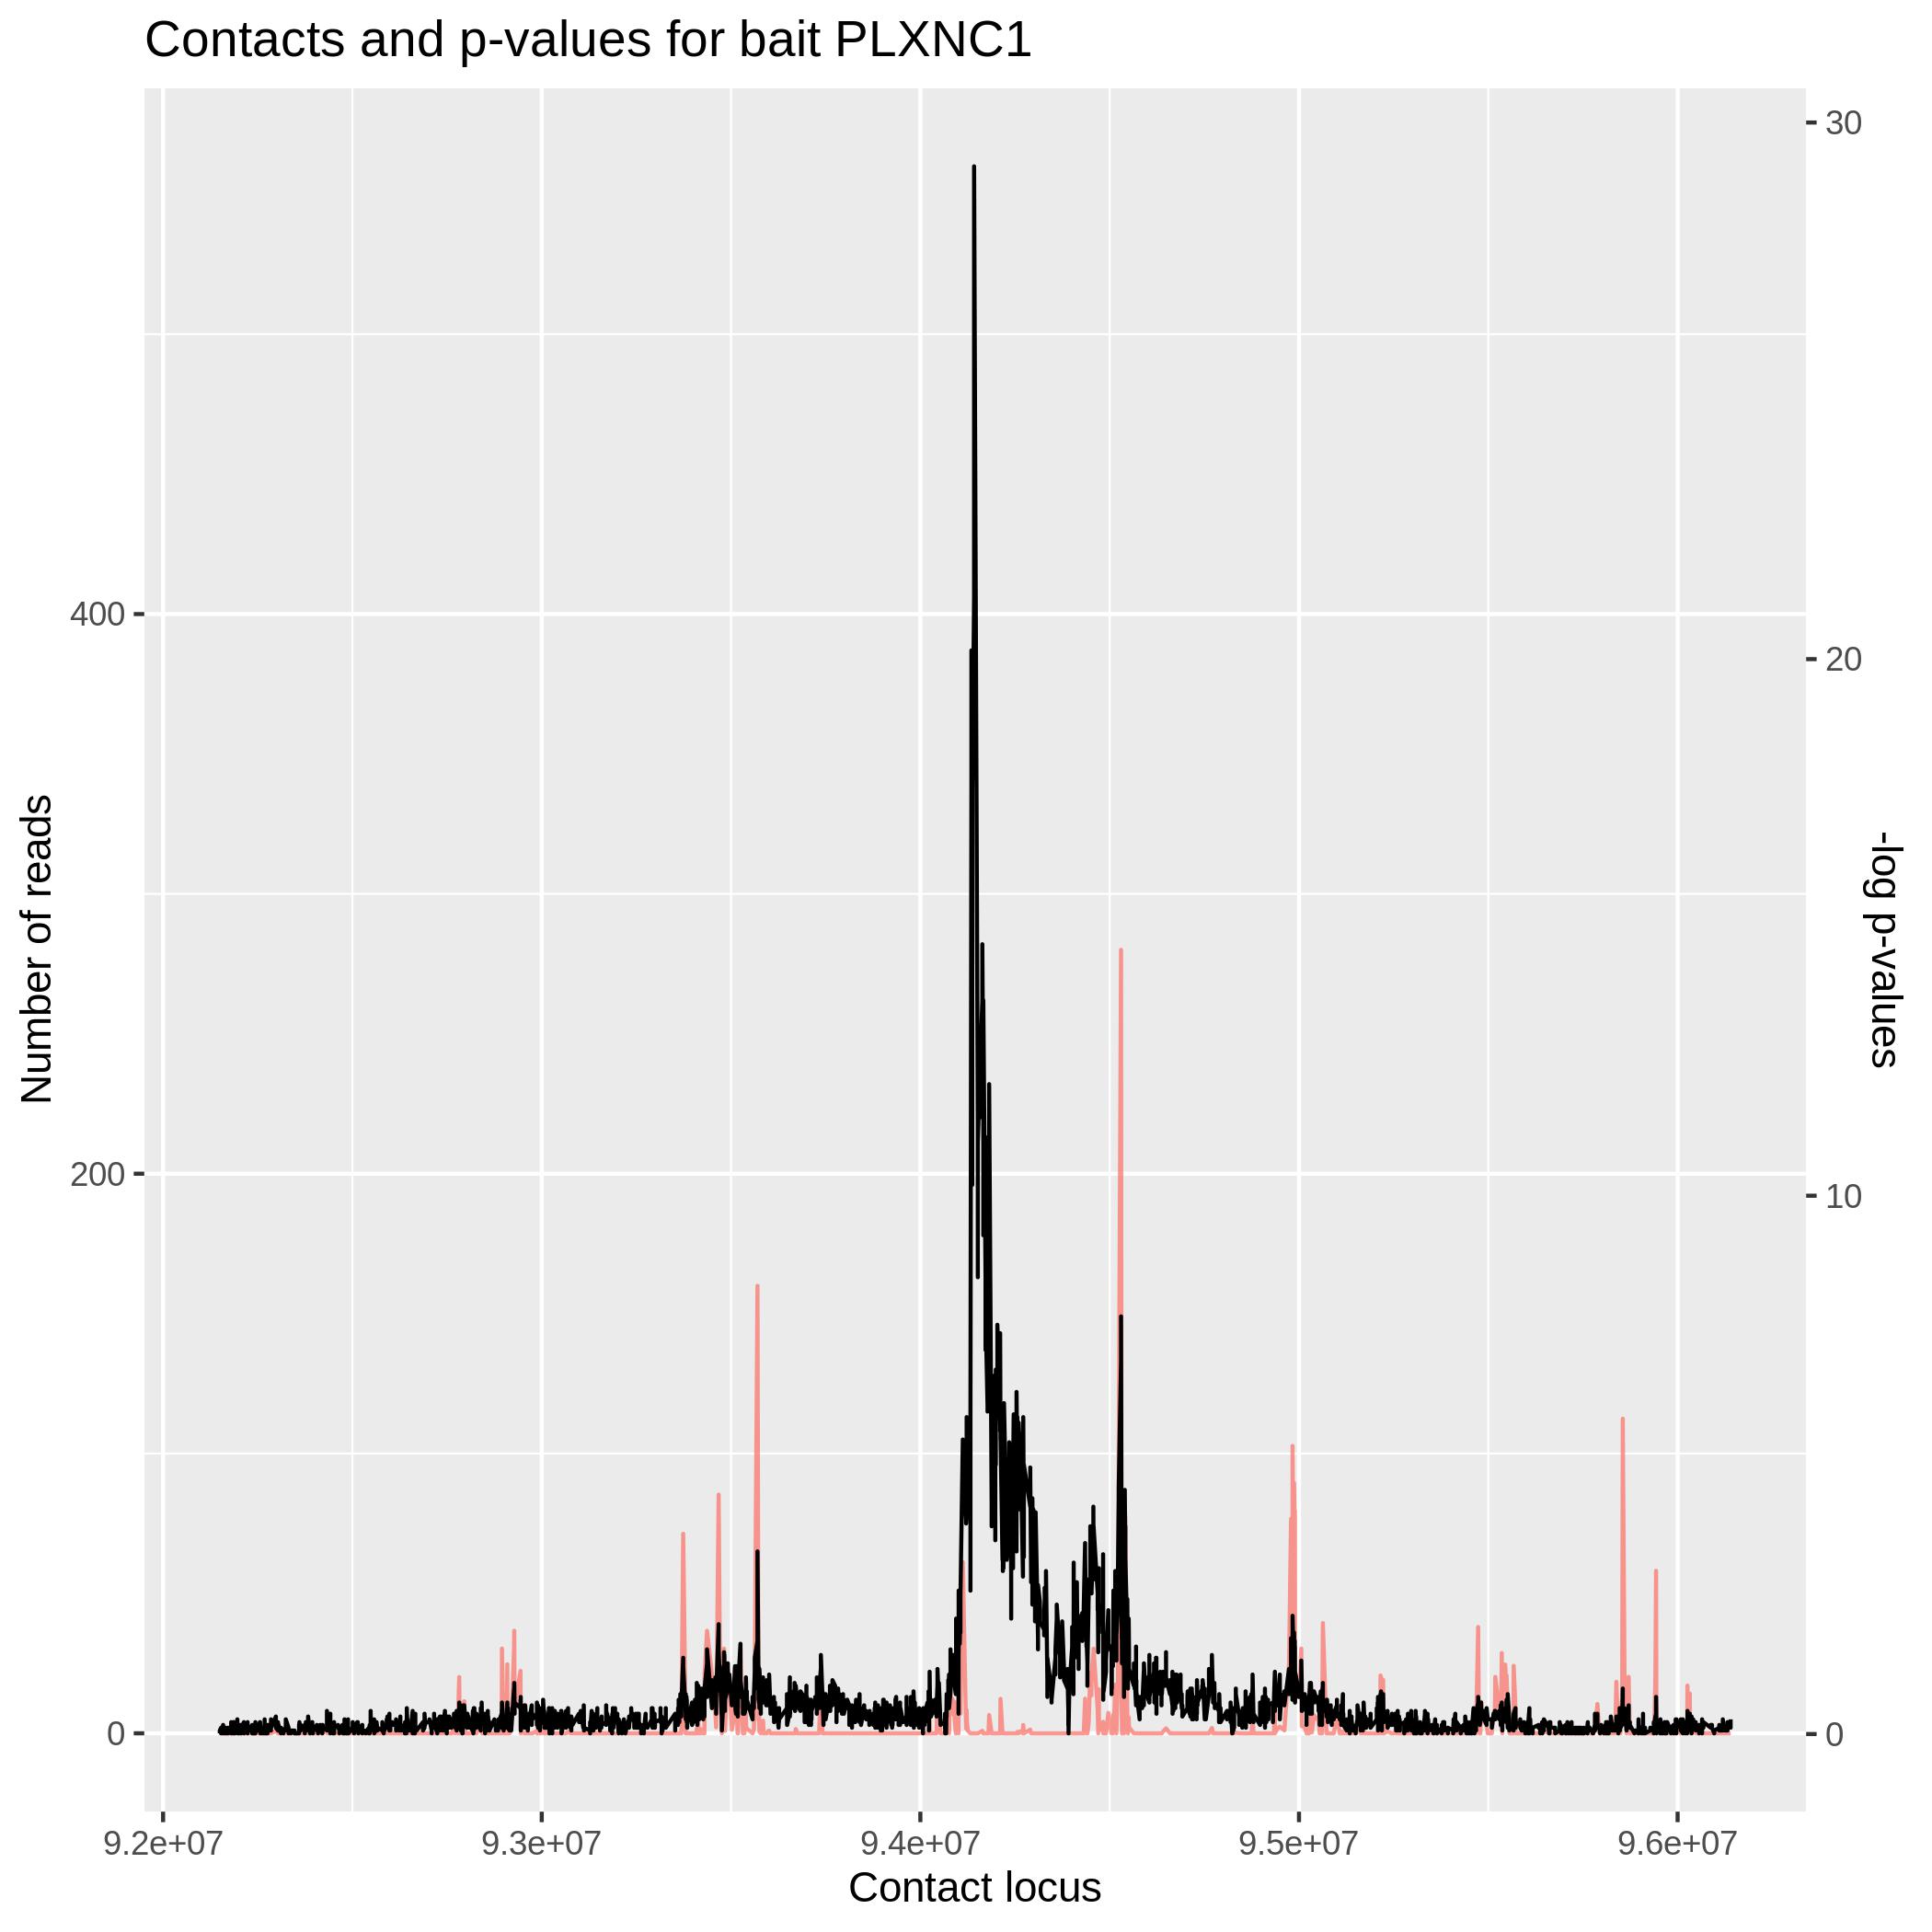 Contacts and p-values for bait PLXNC1
30
400
20
Number of reads
-log p-values
200
10
0
0
9.2e+07
9.3e+07
9.4e+07
9.5e+07
9.6e+07
Contact locus